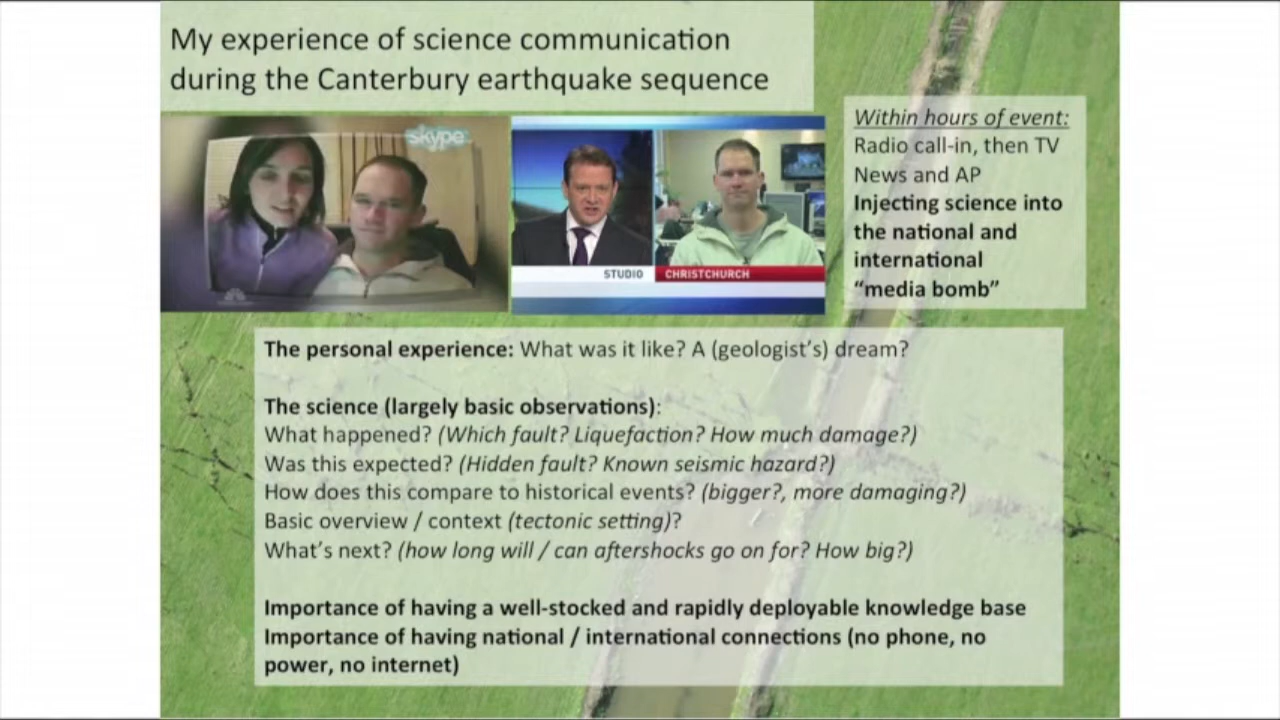 My experience of science communication
during the Canterbury earthquake sequence
skype
STUDIO
CHRISTCHURCH
Within hours of event:
Radio call-in, then TV
News and AP
Injecting science into
the national and
international
“media bomb”
The personal experience: What was it like? A (geologist’s) dream?
The science (largely basic observations):
What happened? (Which fault? Liquefaction? How much damage?)
Was this expected? (Hidden fault? Known seismic hazard?)
How does this compare to historical events? (bigger?, more damaging?)
Basic overview / context (tectonic setting)?
What’s next? (how long will / can aftershocks go on for? How big?)
Importance of having a well-stocked and rapidly deployable knowledge base
Importance of having national / international connections (no phone, no
power, no internet)